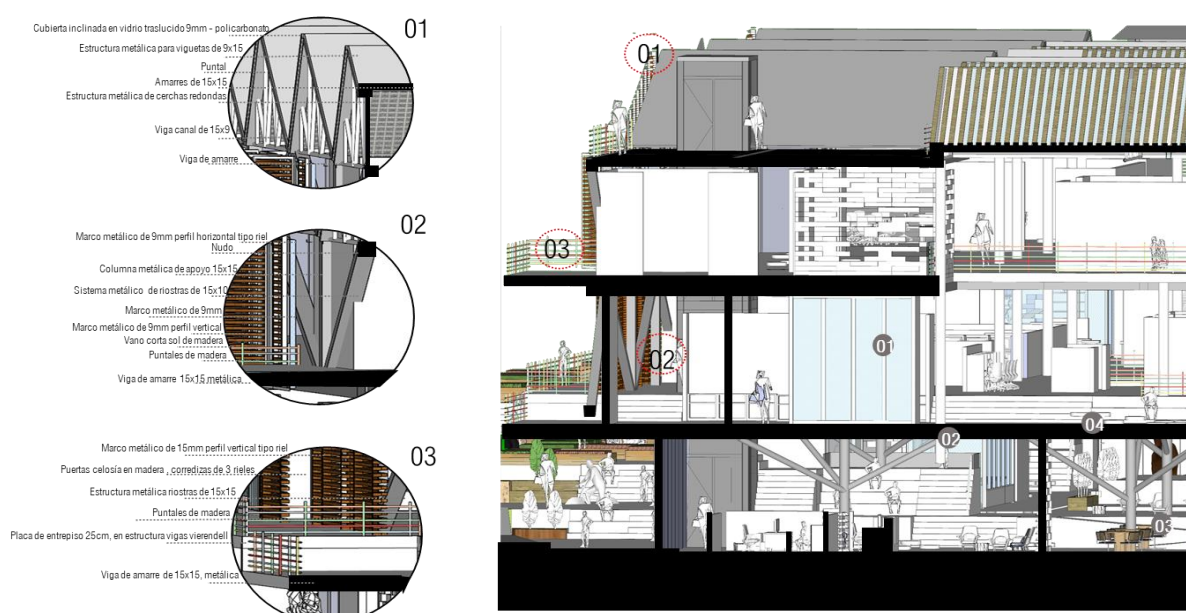 01
Cubierta inclinada en vidrio traslucido 9mm - policarbonato
Estructura metálica para viguetas de 9x15
Puntal
Amarres de 15x15
Estructura metálica de cerchas redondas
Viga canal de 15x9
Viga de amarre
02
Marco metálico de 9mm perfil horizontal tipo riel
Nudo
Columna metálica de apoyo 15x15
Sistema metálico de riostras de 15x10
Marco metálico de 9mm
Marco metálico de 9mm perfil vertical
Vano corta sol de madera
Puntales de madera
Viga de amarre 15x15 metálica
03
Marco metálico de 15mm perfil vertical tipo riel
Puertas celosía en madera , corredizas de 3 rieles
Estructura metálica riostras de 15x15
Puntales de madera
Placa de entrepiso 25cm, en estructura vigas vierendell
Viga de amarre de 15x15, metálica
01
03
02
01
04
02
03